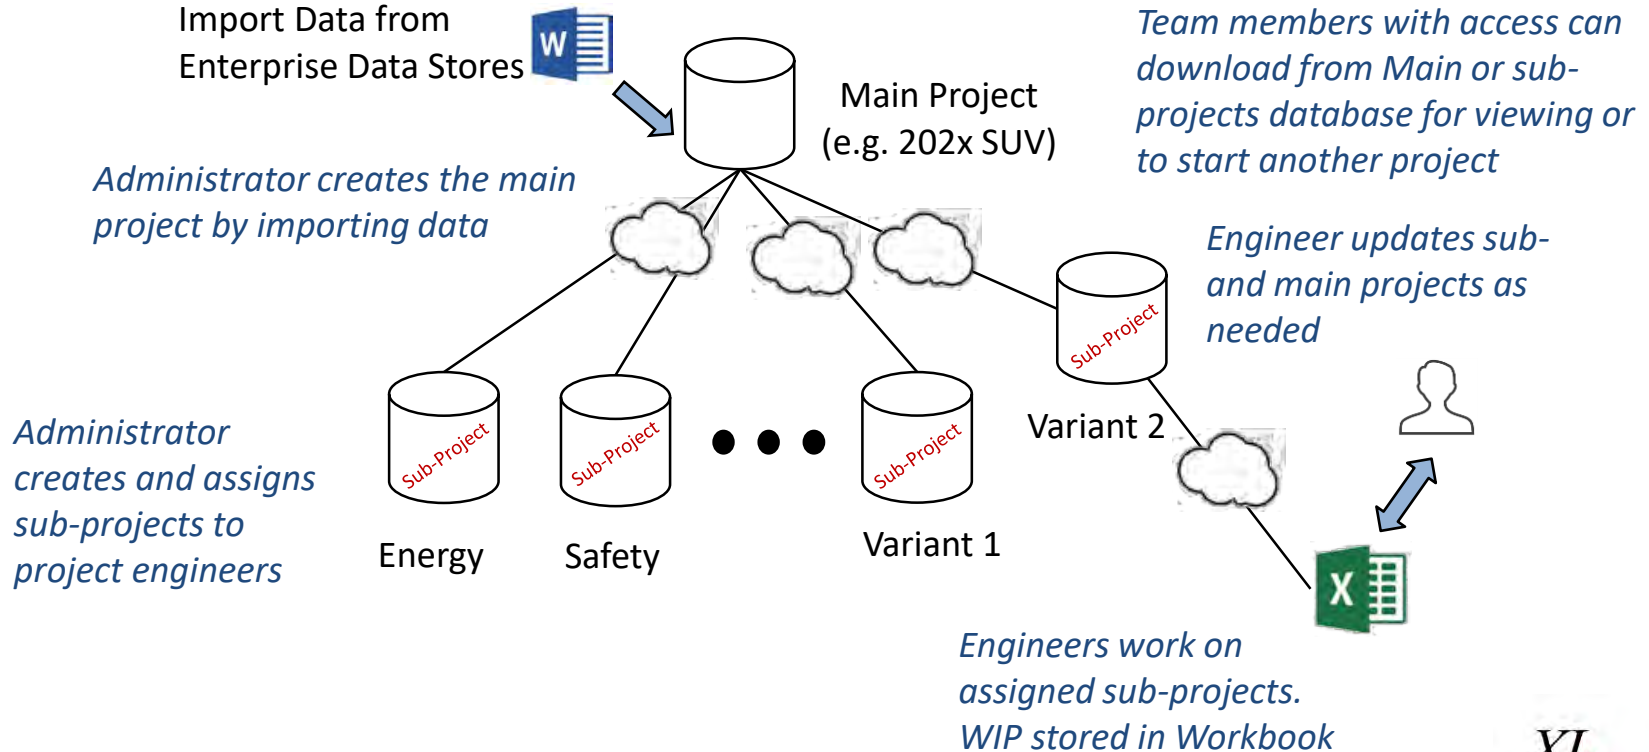 Import Data from
Enterprise Data Stores
W
Main Project
(e.g. 202x SUV)
Team members with access can
download from Main or sub-
projects database for viewing or
to start another project
Administrator creates the main
project by importing data
Engineer updates sub-
and main projects as
needed
Sub-Project
Variant 2
Administrator
creates and assigns
sub-projects to
project engineers
Sub-Project
Energy
Sub-Project
Safety
Sub-Project
Variant 1
X
Engineers work on
assigned sub-projects.
WIP stored in Workbook